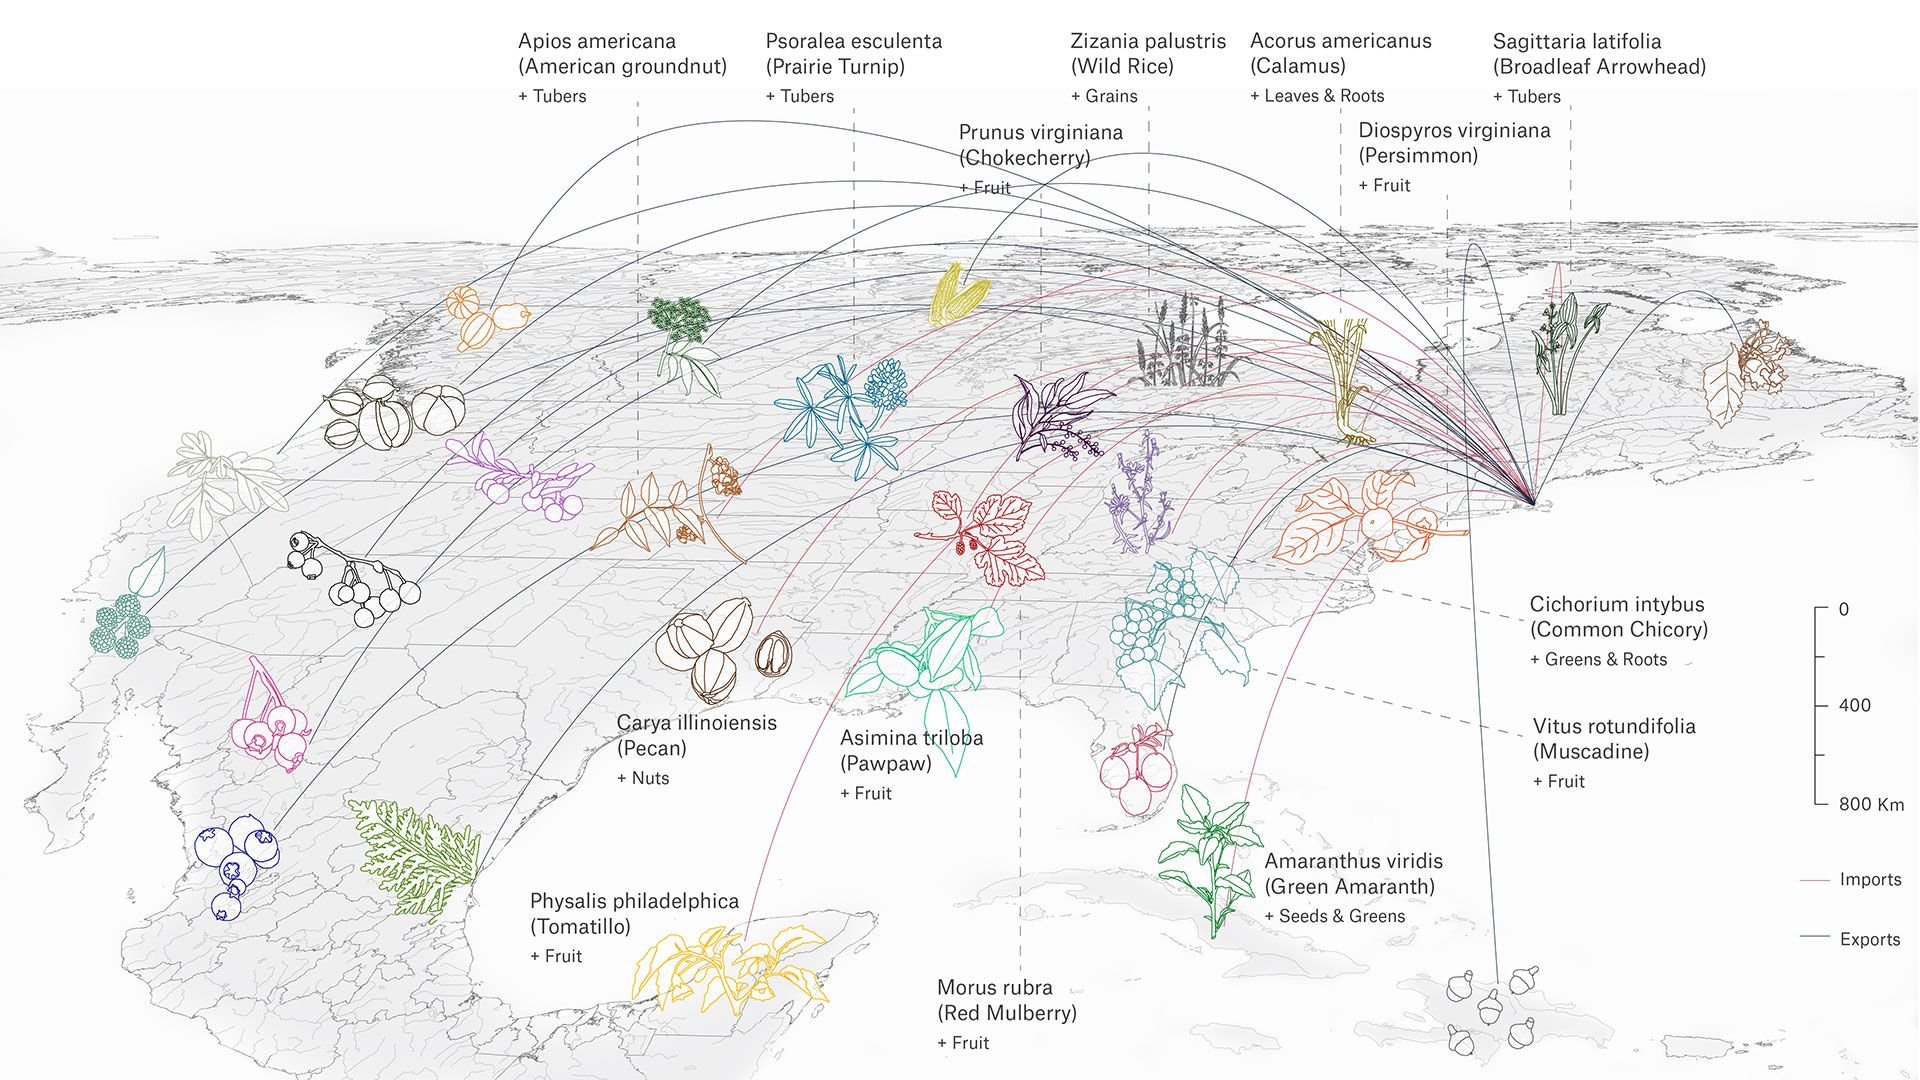 Apios americana
(American groundnut)
+ Tubers
Psoralea esculenta
(Prairie Turnip)
+ Tubers
Zizania palustris
(Wild Rice)
+ Grains
Acorus americanus
(Calamus)
+ Leaves & Roots
Sagittaria latifolia
(Broadleaf Arrowhead)
+ Tubers
Prunus virginiana
(Chokecherry)
+ Fruit
Diospyros virginiana
(Persimmon)
+ Fruit
Cichorium intybus
(Common Chicory)
+ Greens & Roots
Vitus rotundifolia
(Muscadine)
+ Fruit
Carya illinoiensis
(Pecan)
+ Nuts
Asimina triloba
(Pawpaw)
+ Fruit
Amaranthus viridis
(Green Amaranth)
+ Seeds & Greens
Physalis philadelphica
(Tomatillo)
+ Fruit
Morus rubra
(Red Mulberry)
+ Fruit
0
400
800 Km
Imports
Exports